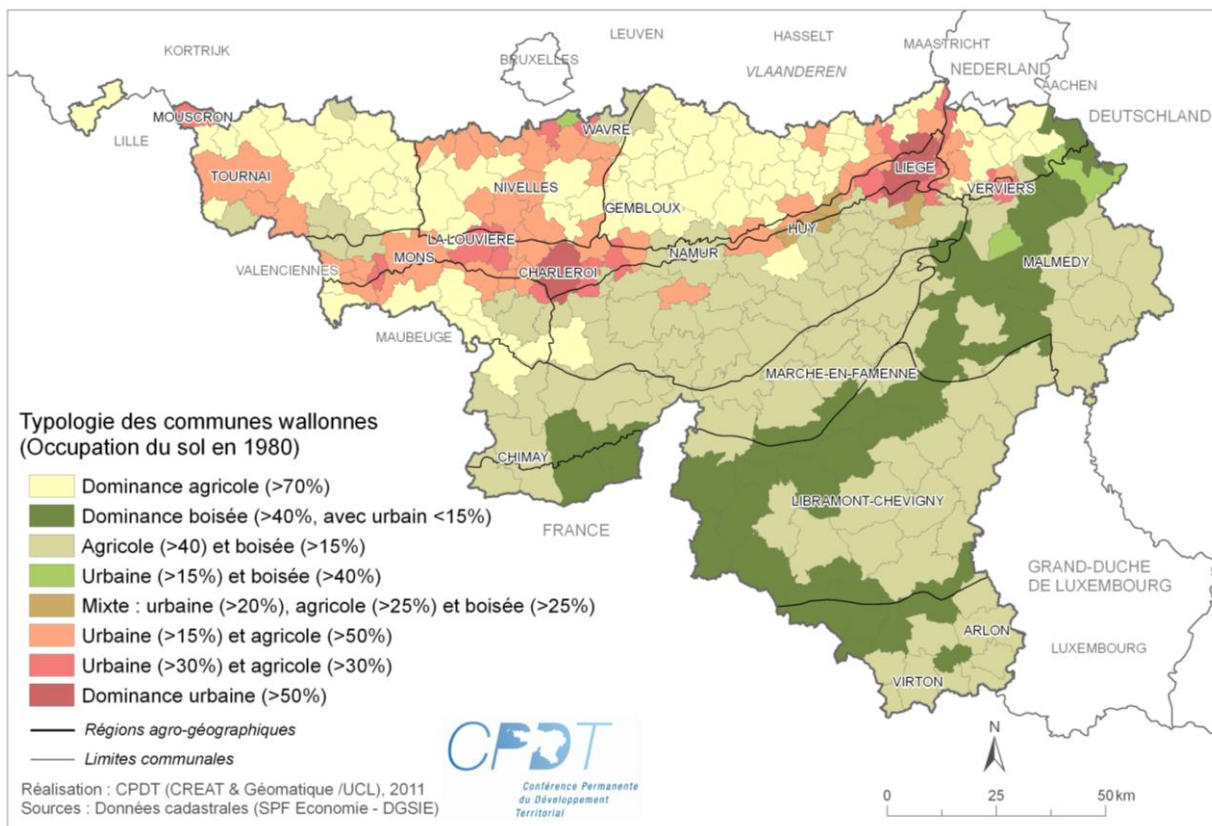 LEUVEN
HASSELT
KORTRIJK
MAASTRICHT
BRUXELLES
VLAANDEREN
NEDERLAND
AACHEN
MOUSCRON
DEUTSCHLAND
LILLE
WAVRE
LIEGE
TOURNAI
NIVELLES
VERVIERS
GEMBLOUX
HUY
LA-LOUVIERE
NAMUR
MONS
VALENCIENNES
CHARLEROI
MALMEDY
MAUBEUGE
MARCHE-EN-FAMENNE
CHIMAY
LIBRAMONT-CHEVIGNY
FRANCE
GRAND-DUCHE
DE LUXEMBOURG
ARLON
LUXEMBOURG
VIRTON
Typologie des communes wallonnes
(Occupation du sol en 1980)
Dominance agricole (>70%)
Dominance boisée (>40%, avec urbain <15%)
Agricole (>40) et boisée (>15%)
Urbaine (>15%) et boisée (>40%)
Mixte : urbaine (>20%), agricole (>25%) et boisée (>25%)
Urbaine (>15%) et agricole (>50%)
Urbaine (>30%) et agricole (>30%)
Dominance urbaine (>50%)
Régions agro-géographiques
Limites communales
Réalisation : CPDT (CREAT & Géomatique /UCL), 2011
Sources : Données cadastrales (SPF Economie - DGSIE)
CPDT
Conférence Permanente
du Développement
Territorial
N
0 25 50 km